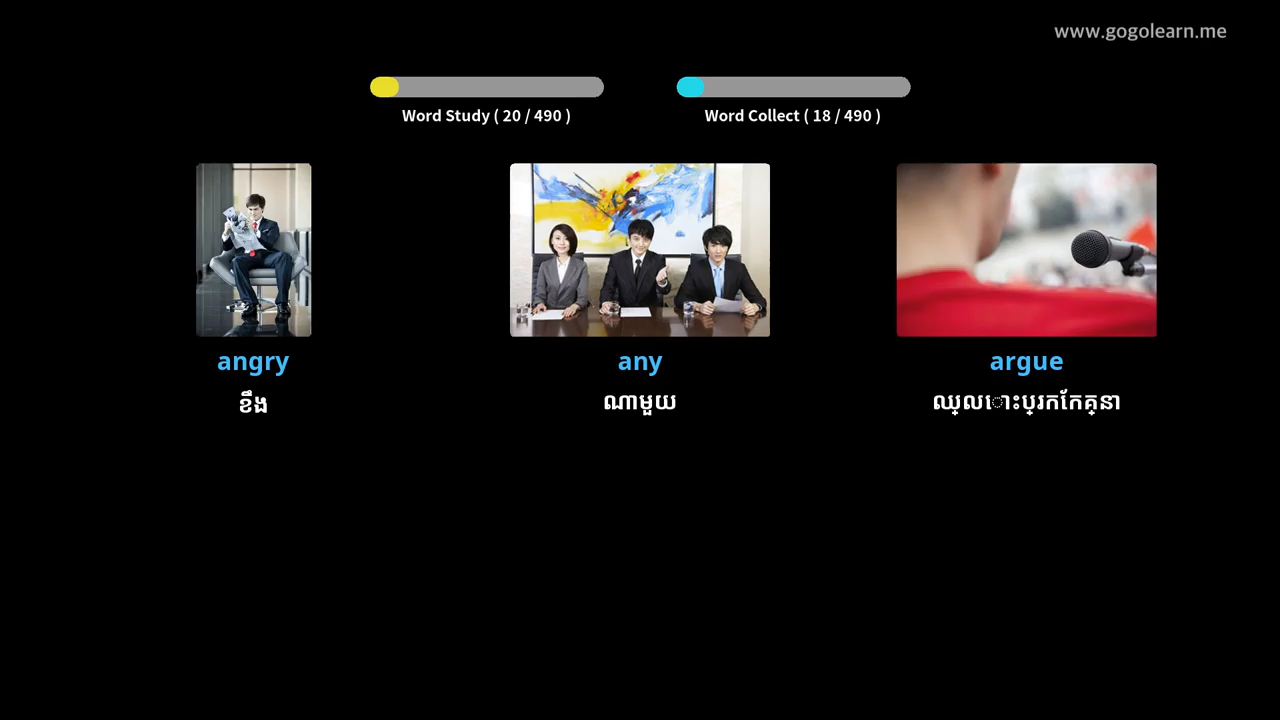 www.gogolearn.me
Word Study ( 20 / 490 )
Word Collect ( 18 / 490 )
angry
any
argue
ខឹង
ណាមួយ
ឈ្លោះប្រកែកគ្នា